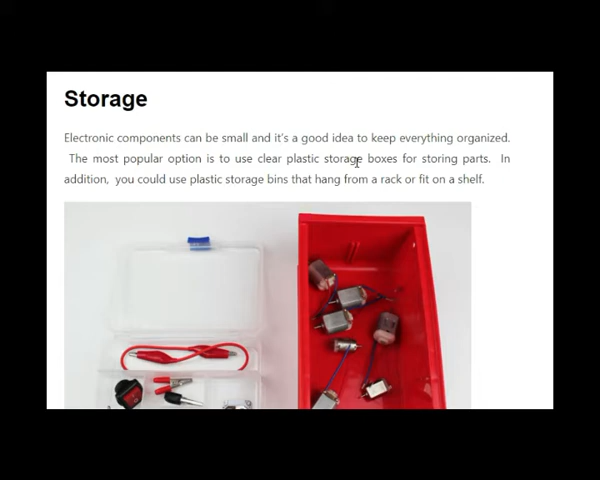 Storage
Electronic components can be small and it's a good idea to keep everything organized.
The most popular option is to use clear plastic storage boxes for storing parts. In
addition, you could use plastic storage bins that hang from a rack or fit on a shelf.